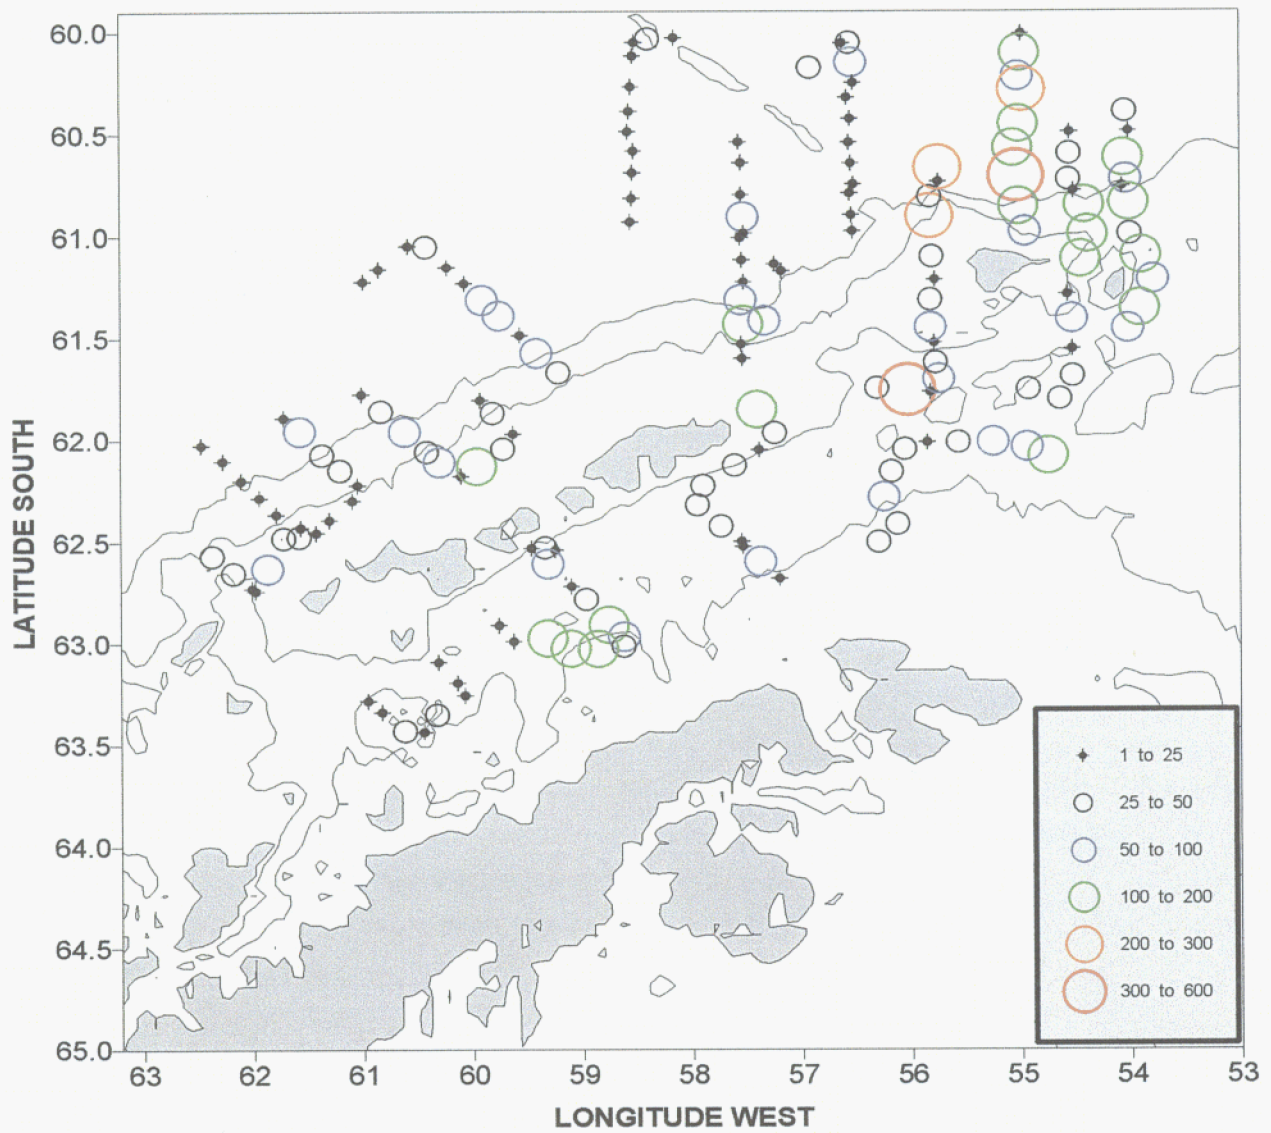 60.0
60.5
61.0
61.5
62.0
62.5
63.0
63.5
64.0
64.5
65.0
LATITUDE SOUTH
63 62 61 60 59 58 57 56 55 54 53
LONGITUDE WEST
1 to 25
25 to 50
50 to 100
100 to 200
200 to 300
300 to 600